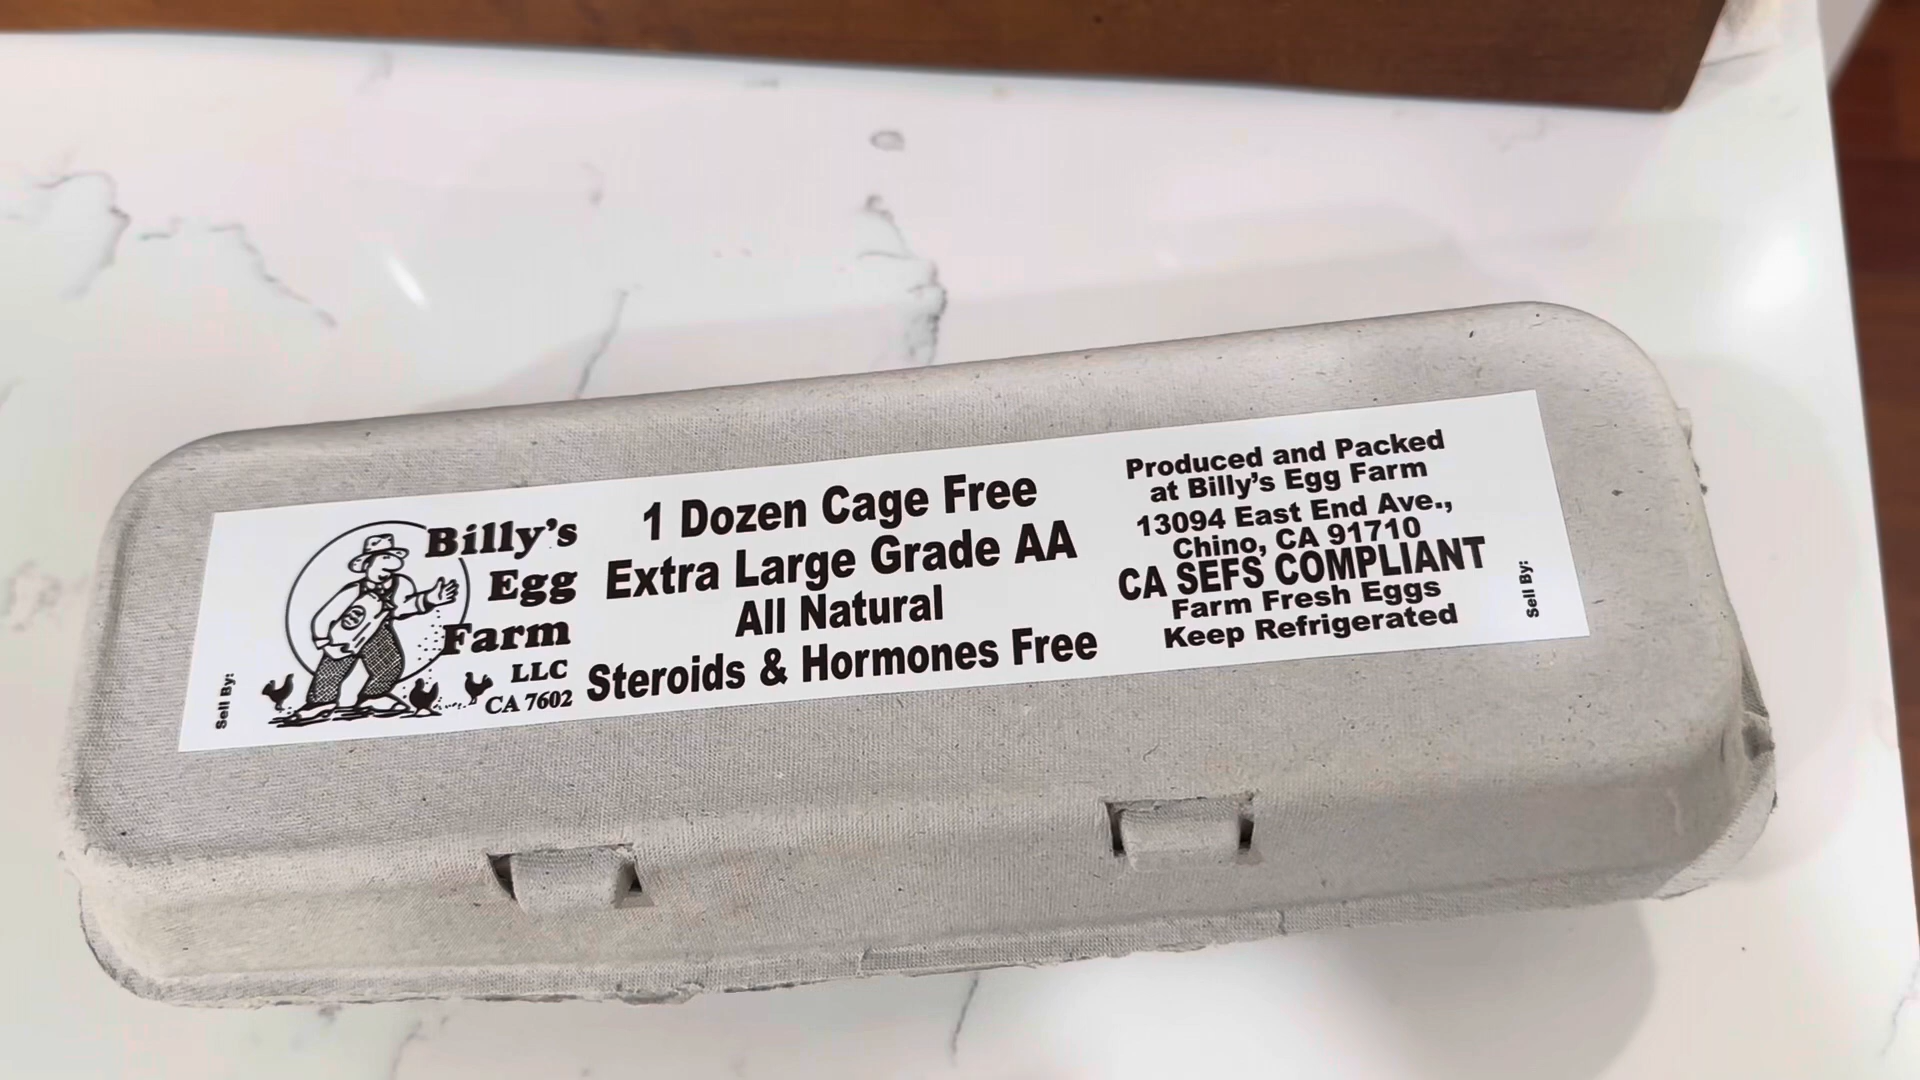 Sell By:
Billy's
Egg
Farm
LLC
CA 7602
1 Dozen Cage Free
Extra Large Grade AA
All Natural
Steroids & Hormones Free
Produced and Packed
at Billy's Egg Farm
13094 East End Ave.,
Chino, CA 91710
CA SEFS COMPLIANT
Farm Fresh Eggs
Keep Refrigerated
Sell By: